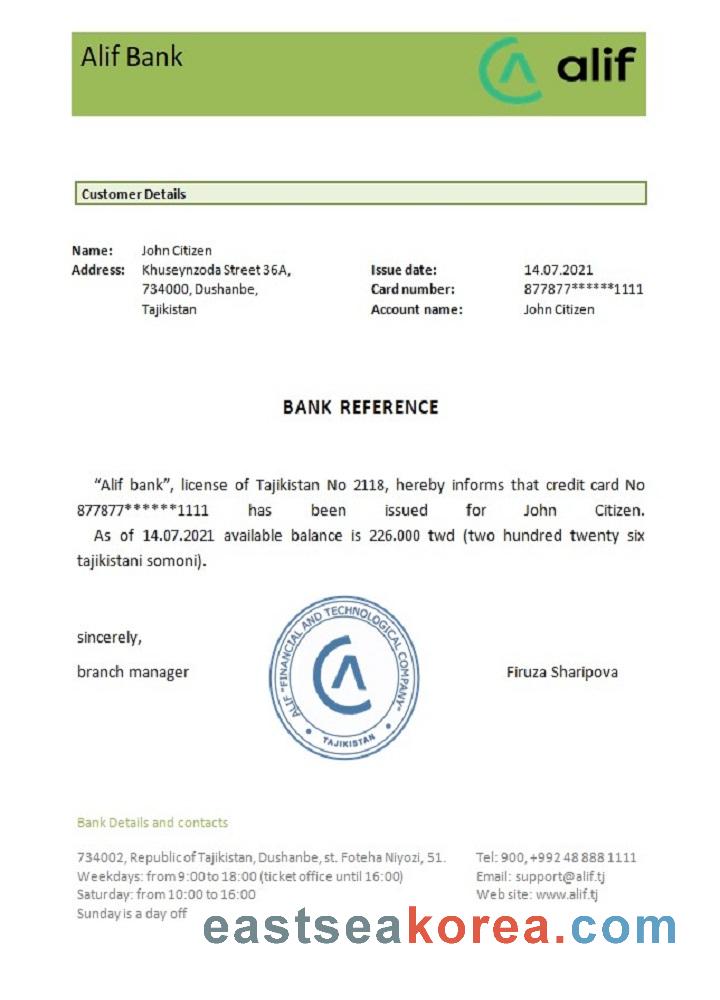 Alif Bank
alif
Customer Details
Name: John Citizen
Address: Khuseynzoda Street 36A,
734000, Dushanbe,
Tajikistan
Issue date: 14.07.2021
Card number: 877877******1111
Account name: John Citizen
BANK REFERENCE
“Alif bank”, license of Tajikistan No 2118, hereby informs that credit card No
877877******1111 has been issued for John Citizen.
As of 14.07.2021 available balance is 226.000 twd (two hundred twenty six
tajikistani somoni).
sincerely,
branch manager
ALIF "FINANCIAL AND TECHNOLOGICAL COMPANY"
TAJIKISTAN
Firuza Sharipova
Bank Details and contacts
734002, Republic of Tajikistan, Dushanbe, st. Foteha Niyozi, 51.
Weekdays: from 9:00 to 18:00 (ticket office until 16:00)
Saturday: from 10:00 to 16:00
Sunday is a day off
Tel: 900, +992 48 888 1111
Email: support@alif.tj
Web site: www.alif.tj
eastseakorea.com